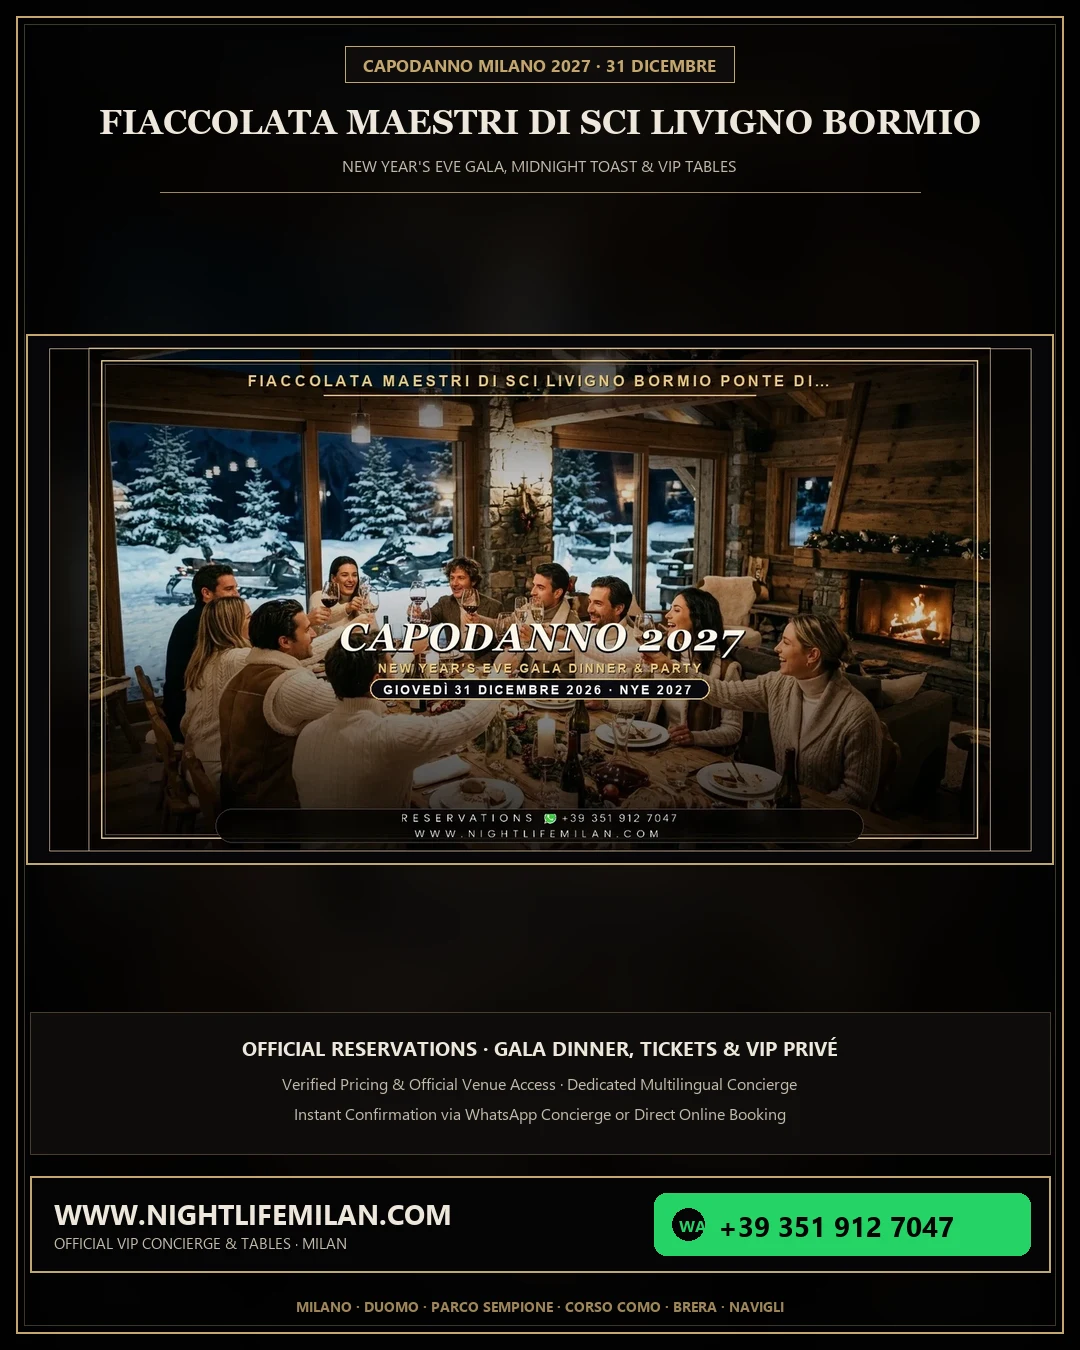 CAPODANNO MILANO 2027 · 31 DICEMBRE
FIACCOLATA MAESTRI DI SCI LIVIGNO BORMIO
NEW YEAR'S EVE GALA, MIDNIGHT TOAST & VIP TABLES
FIACCOLATA MAESTRI DI SCI LIVIGNO BORMIO PONTE DI...
CAPODANNO 2027
NEW YEAR'S EVE GALA DINNER & PARTY
GIOVEDÌ 31 DICEMBRE 2026 · NYE 2027
RESERVATIONS +39 351 912 7047
WWW.NIGHTLIFEMILAN.COM
OFFICIAL RESERVATIONS · GALA DINNER, TICKETS & VIP PRIVÉ
Verified Pricing & Official Venue Access · Dedicated Multilingual Concierge
Instant Confirmation via WhatsApp Concierge or Direct Online Booking
WWW.NIGHTLIFEMILAN.COM
OFFICIAL VIP CONCIERGE & TABLES · MILAN
WA +39 351 912 7047
MILANO · DUOMO · PARCO SEMPIONE · CORSO COMO · BRERA · NAVIGLI